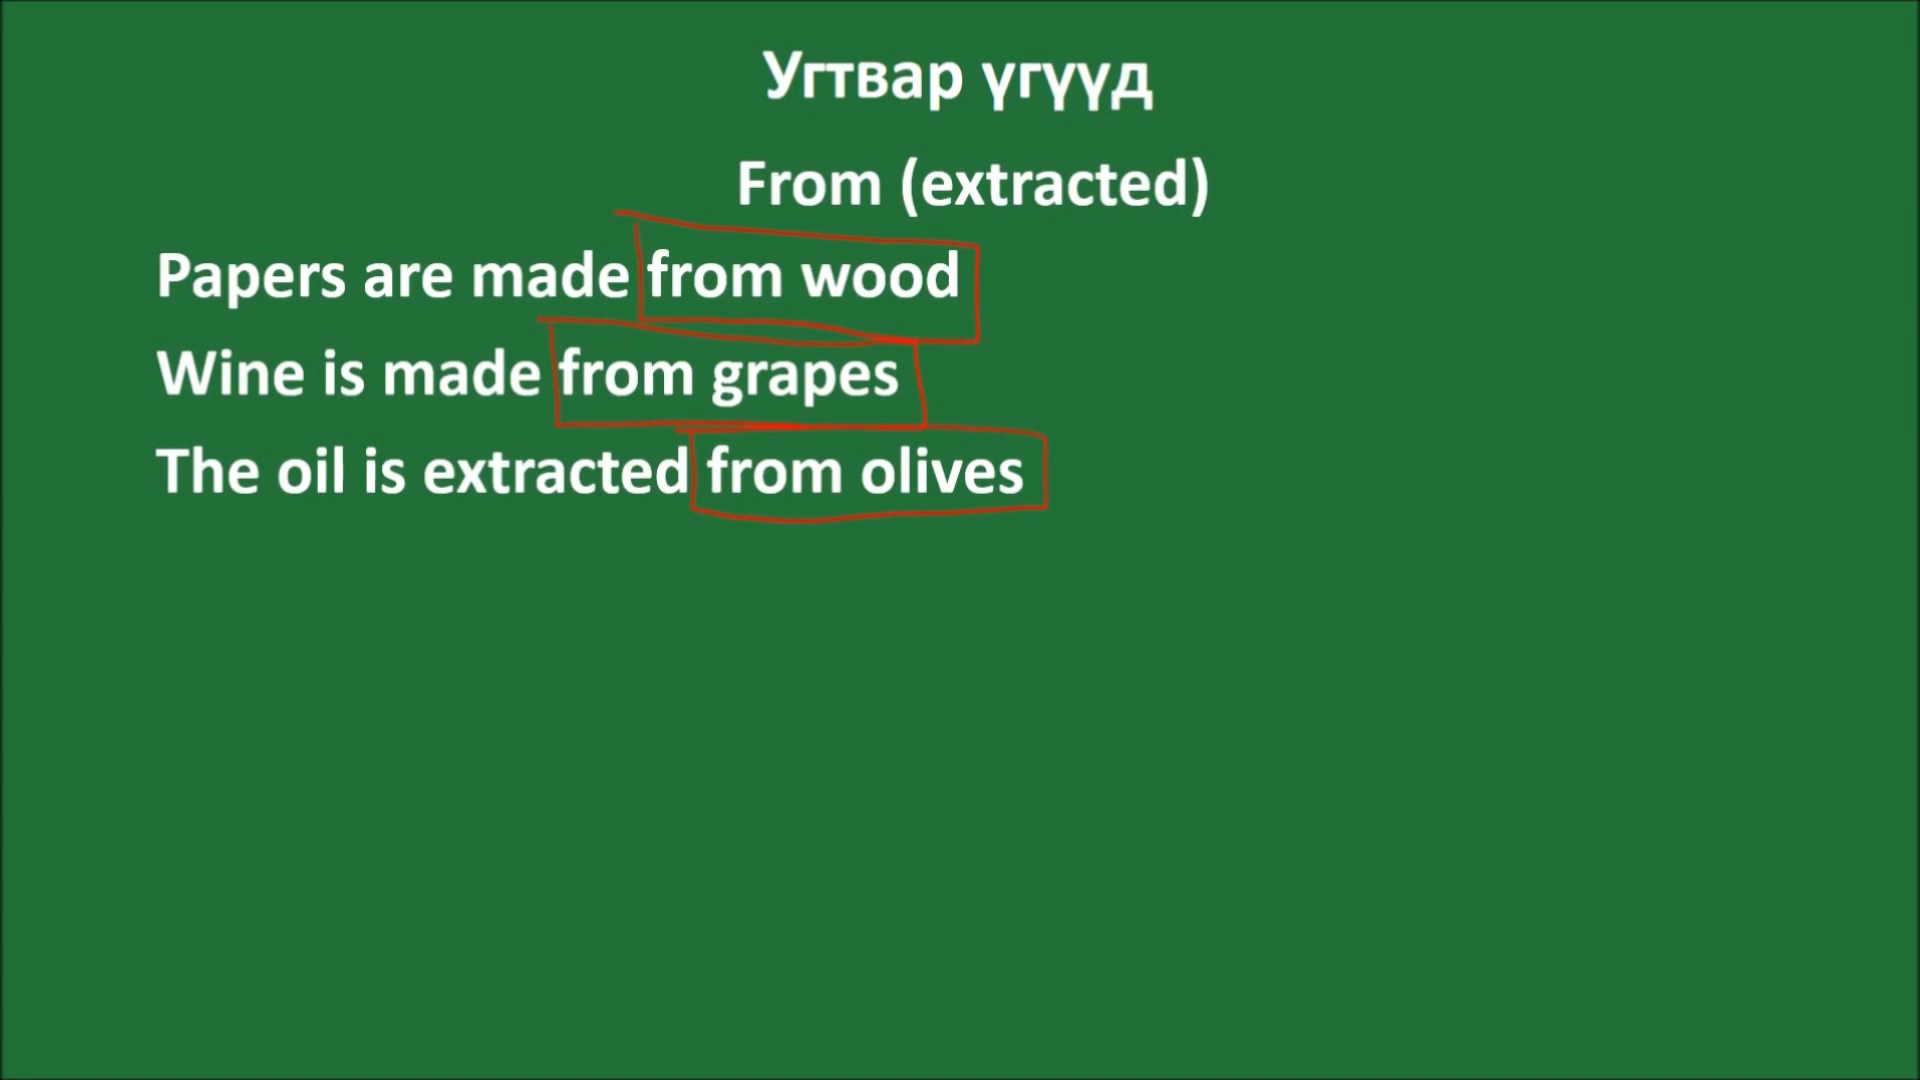 Угтвар үгүүд
From (extracted)
Papers are made from wood
Wine is made from grapes
The oil is extracted from olives